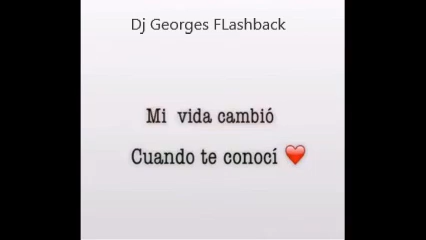 Dj Georges FLashback
Mi vida cambió
Cuando te conocí ❤️